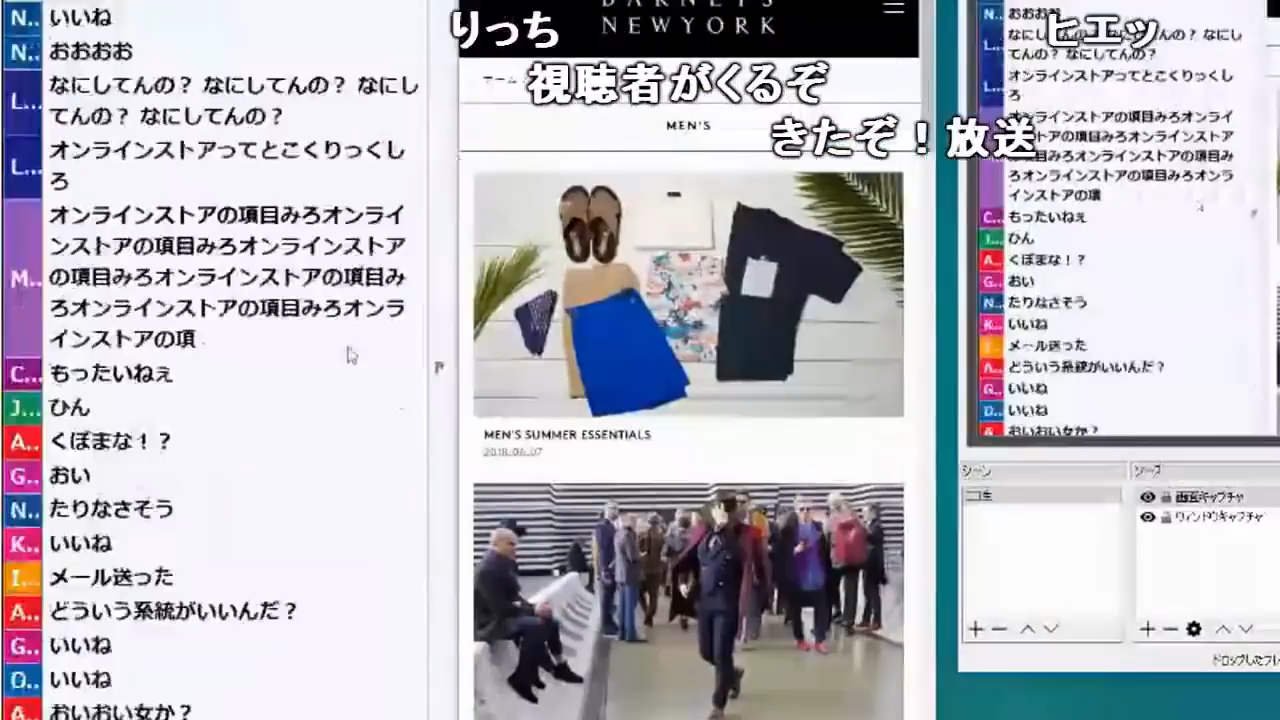 N.. いいね
N.. おおおお
L... なにしてんの？ なにしてんの？ なにし
てんの？ なにしてんの？
L... オンラインストアってとこくりっくし
ろ
M.. オンラインストアの項目みろオンライ
ンストアの項目みろオンラインストア
の項目みろオンラインストアの項目み
ろオンラインストアの項目みろオンラ
インストアの項
C... もったいねぇ
J... ひん
A.. くぼまな！？
G.. おい
N.. たりなさそう
K.. いいね
I... メール送った
A.. どういう系統がいいんだ？
G.. いいね
O.. いいね
A.. おいおい女か？
りっち
視聴者がくるぞ
きたぞ！放送
ヒエッ
BARNEYS
NEWYORK
MEN'S
MEN'S SUMMER ESSENTIALS
2018.06.07
N.. おおおお
てんの？ なにしてんの？
L.. オンラインストアってとこくりっくし
ろ
オンラインストアの項目みろオンライ
ンストアの項目みろオンラインストア
の項目みろオンラインストアの項目み
ろオンラインストアの項目みろオンラ
インストアの項
C... もったいねぇ
J... ひん
A... くぼまな！？
G... おい
N... たりなさそう
K... いいね
I... メール送った
A... どういう系統がいいんだ？
G... いいね
O... いいね
A... おいおい女か？
シーン
ソース
ニコ生
画面キャプチャ
ウィンドウキャプチャ
ドロップしたフレ